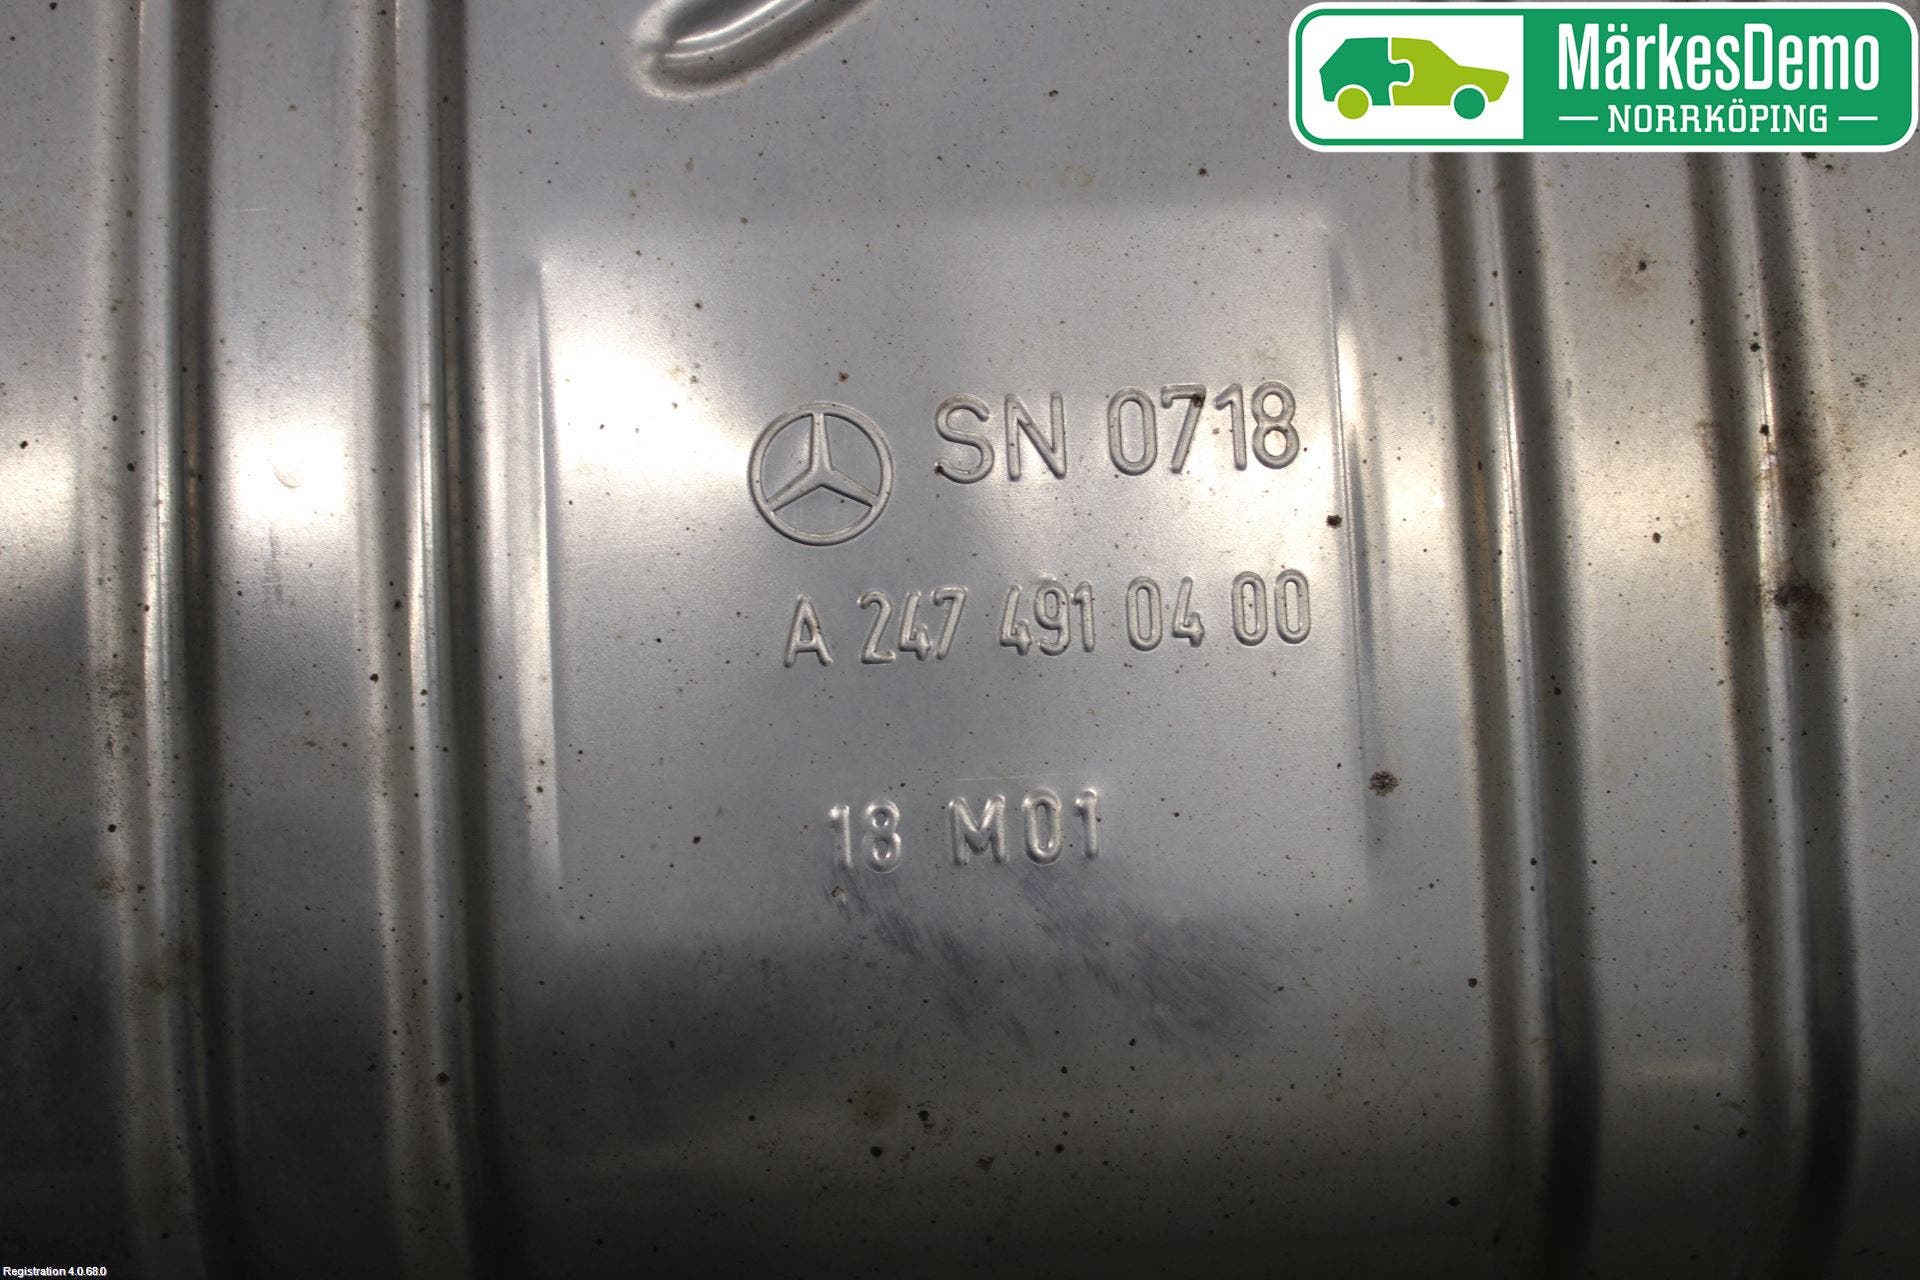 MärkesDemo
NORRKÖPING
SN 0718
A 247 491 04 00
18 M01
Registration 4.0.68.0